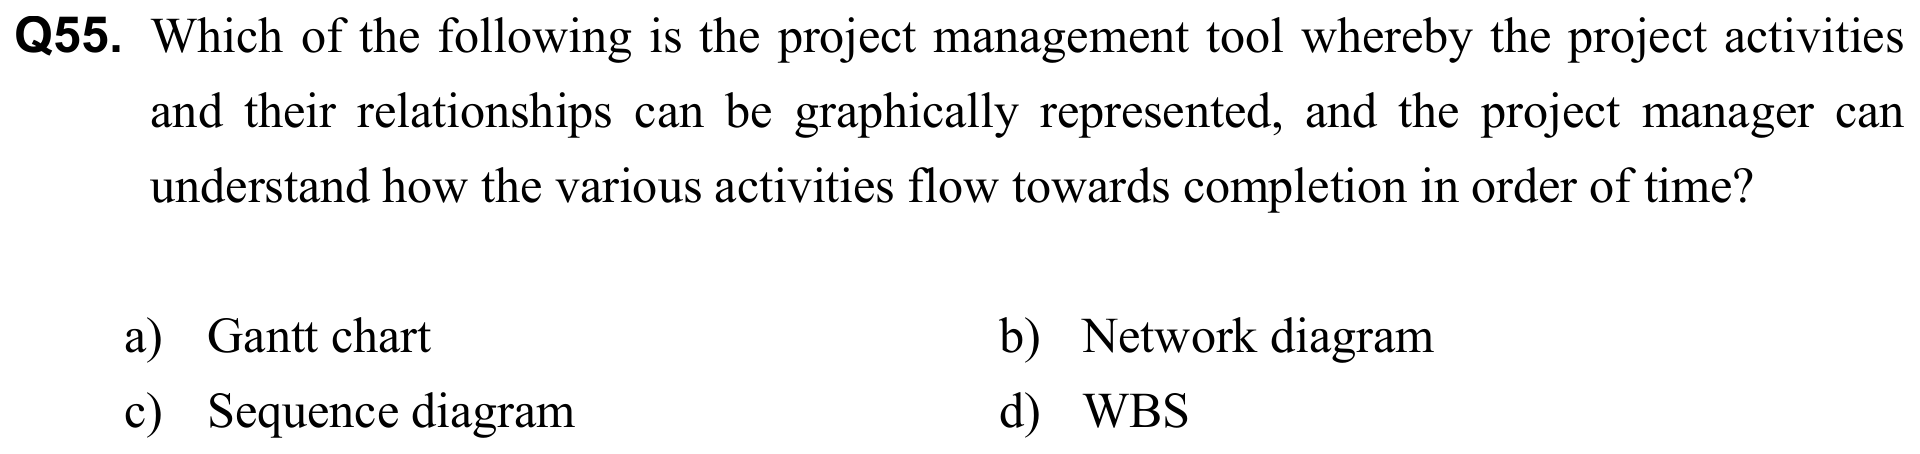 Q55. Which of the following is the project management tool whereby the project activities
and their relationships can be graphically represented, and the project manager can
understand how the various activities flow towards completion in order of time?
a) Gantt chart b) Network diagram
c) Sequence diagram d) WBS